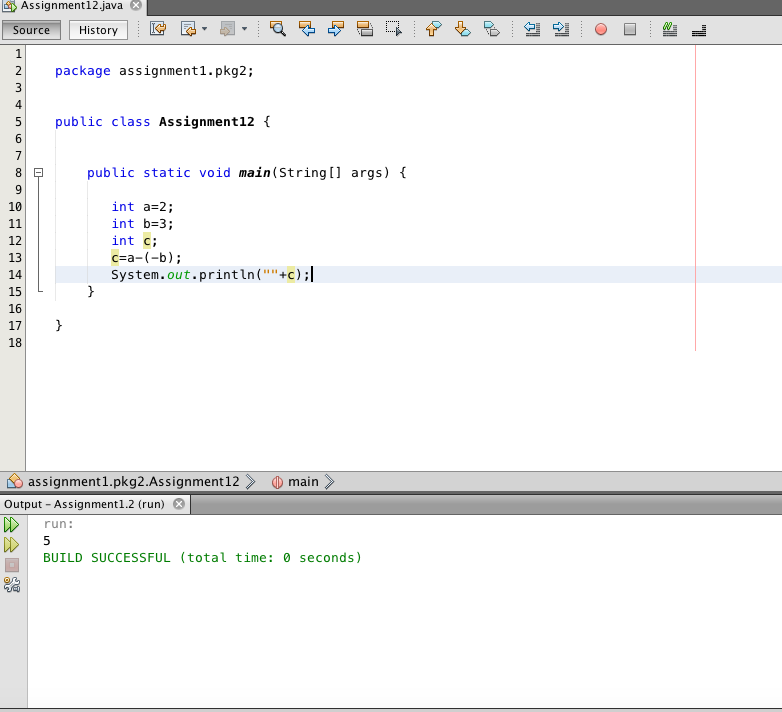 Assignment12.java
Source History
1
2 package assignment1.pkg2;
3
4
5 public class Assignment12 {
6
7
8 public static void main(String[] args) {
9
10 int a=2;
11 int b=3;
12 int c;
13 c=a-(-b);
14 System.out.println(""+c);
15 }
16
17 }
18
assignment1.pkg2.Assignment12 main
Output - Assignment1.2 (run)
run:
5
BUILD SUCCESSFUL (total time: 0 seconds)